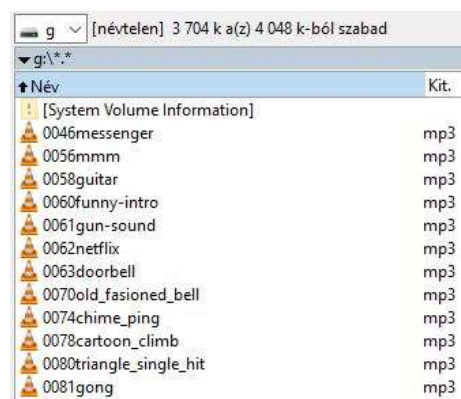 g [névtelen] 3 704 k a(z) 4 048 k-ból szabad
g:\*.*
Név Kit.
[System Volume Information]
0046messenger mp3
0056mmm mp3
0058guitar mp3
0060funny-intro mp3
0061gun-sound mp3
0062netflix mp3
0063doorbell mp3
0070old_fasioned_bell mp3
0074chime_ping mp3
0078cartoon_climb mp3
0080triangle_single_hit mp3
0081gong mp3